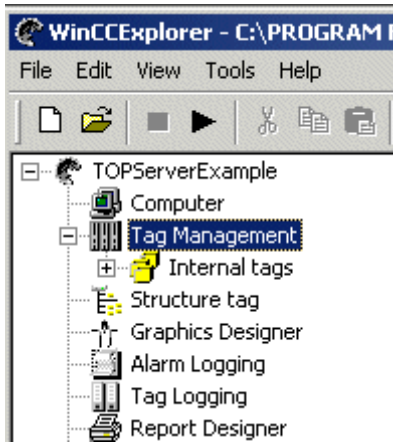 WinCCExplorer - C:\PROGRAM
File Edit View Tools Help
TOPServerExample
Computer
Tag Management
Internal tags
Structure tag
Graphics Designer
Alarm Logging
Tag Logging
Report Designer